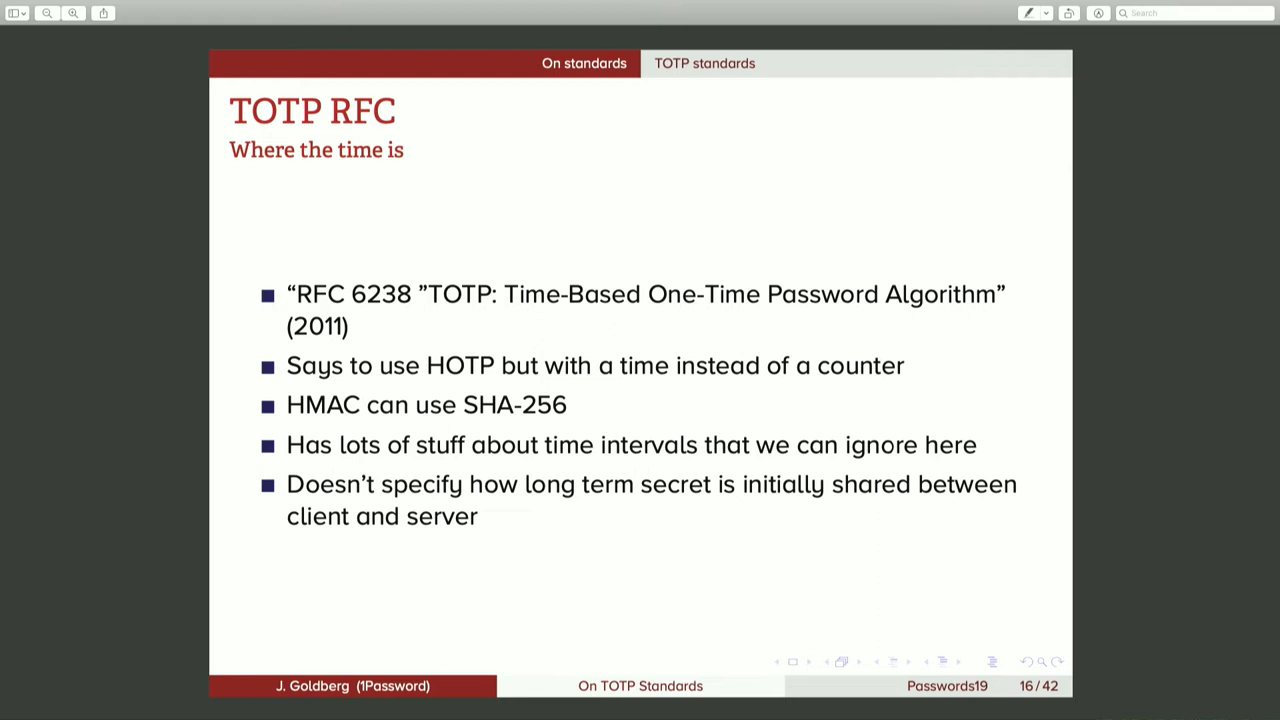 Search
On standards TOTP standards
TOTP RFC
Where the time is
“RFC 6238 ”TOTP: Time-Based One-Time Password Algorithm”
(2011)
Says to use HOTP but with a time instead of a counter
HMAC can use SHA-256
Has lots of stuff about time intervals that we can ignore here
Doesn’t specify how long term secret is initially shared between
client and server
J. Goldberg (1Password) On TOTP Standards Passwords19 16 / 42